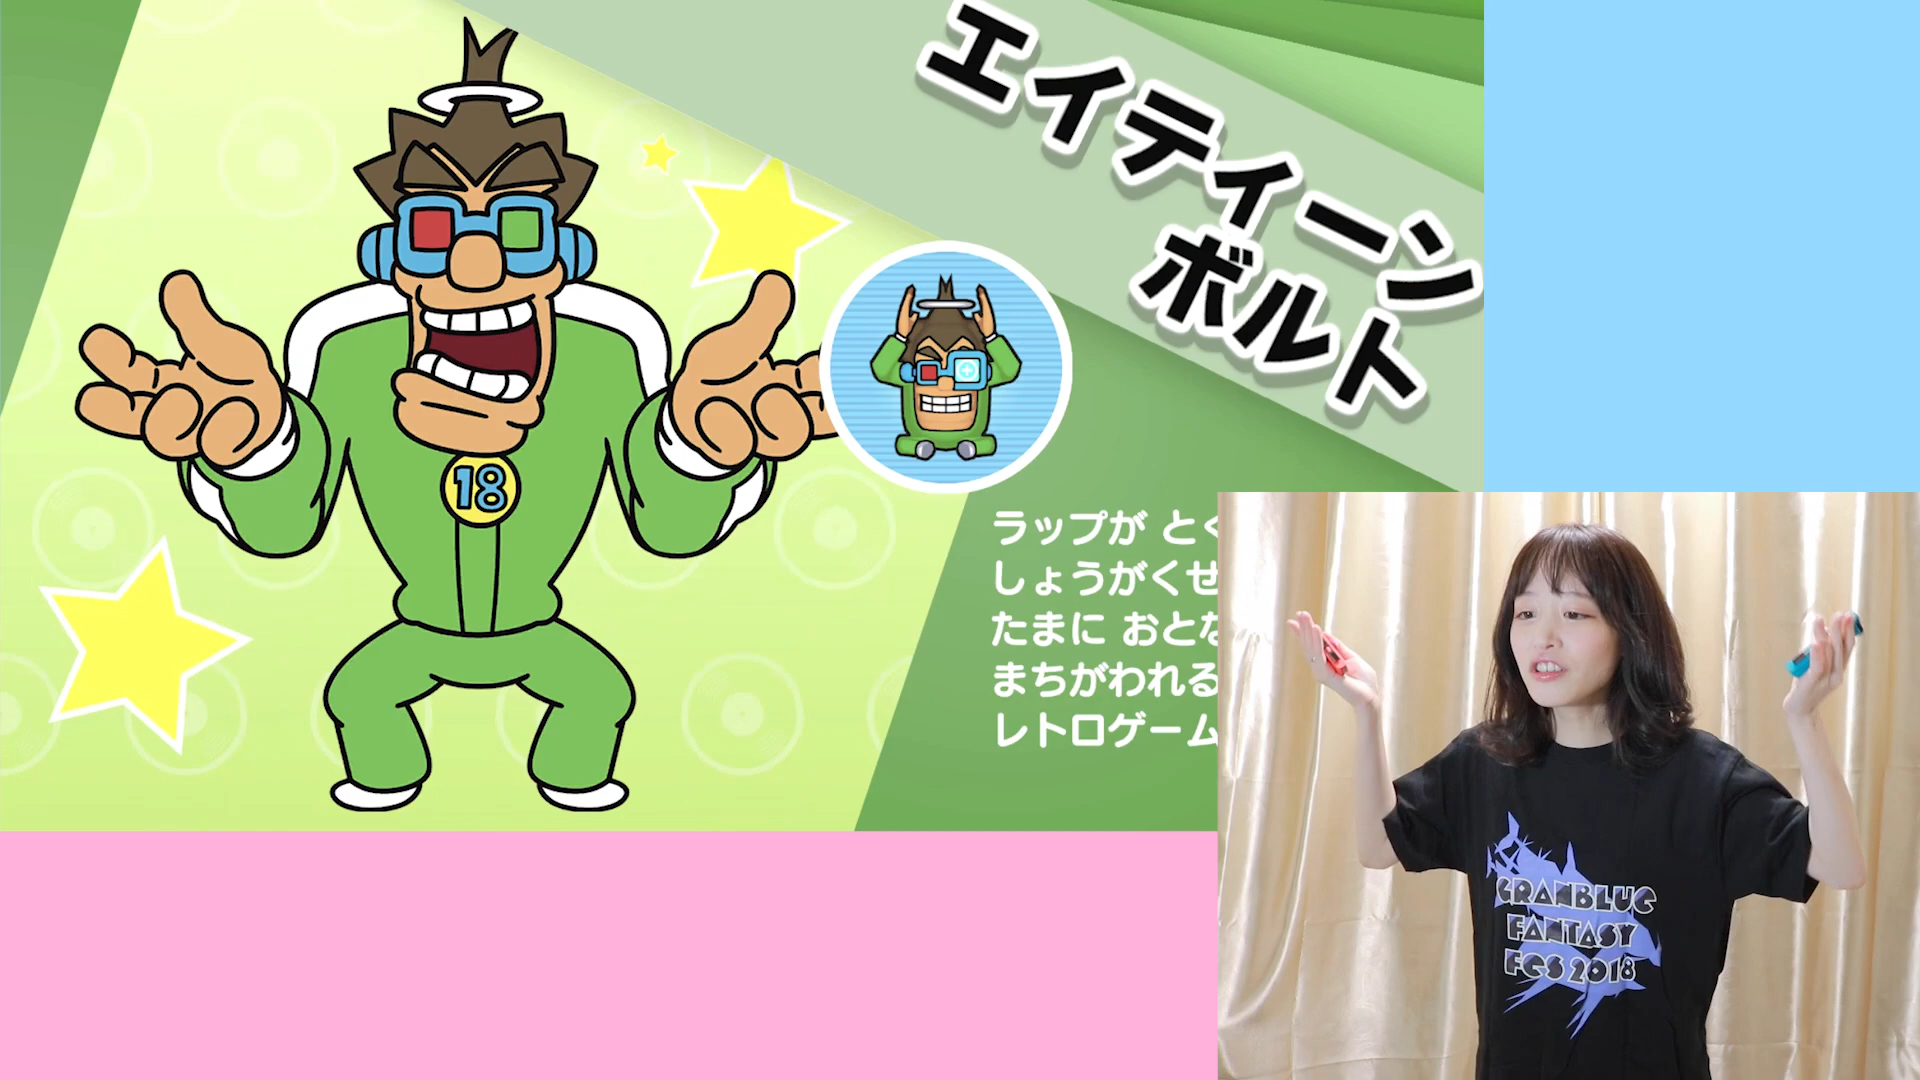 エイティーン
ボルト
18
ラップが とく
しょうがくせ
たまに おとな
まちがわれる
レトロゲーム
GRANBLUE
FANTASY
FES 2018